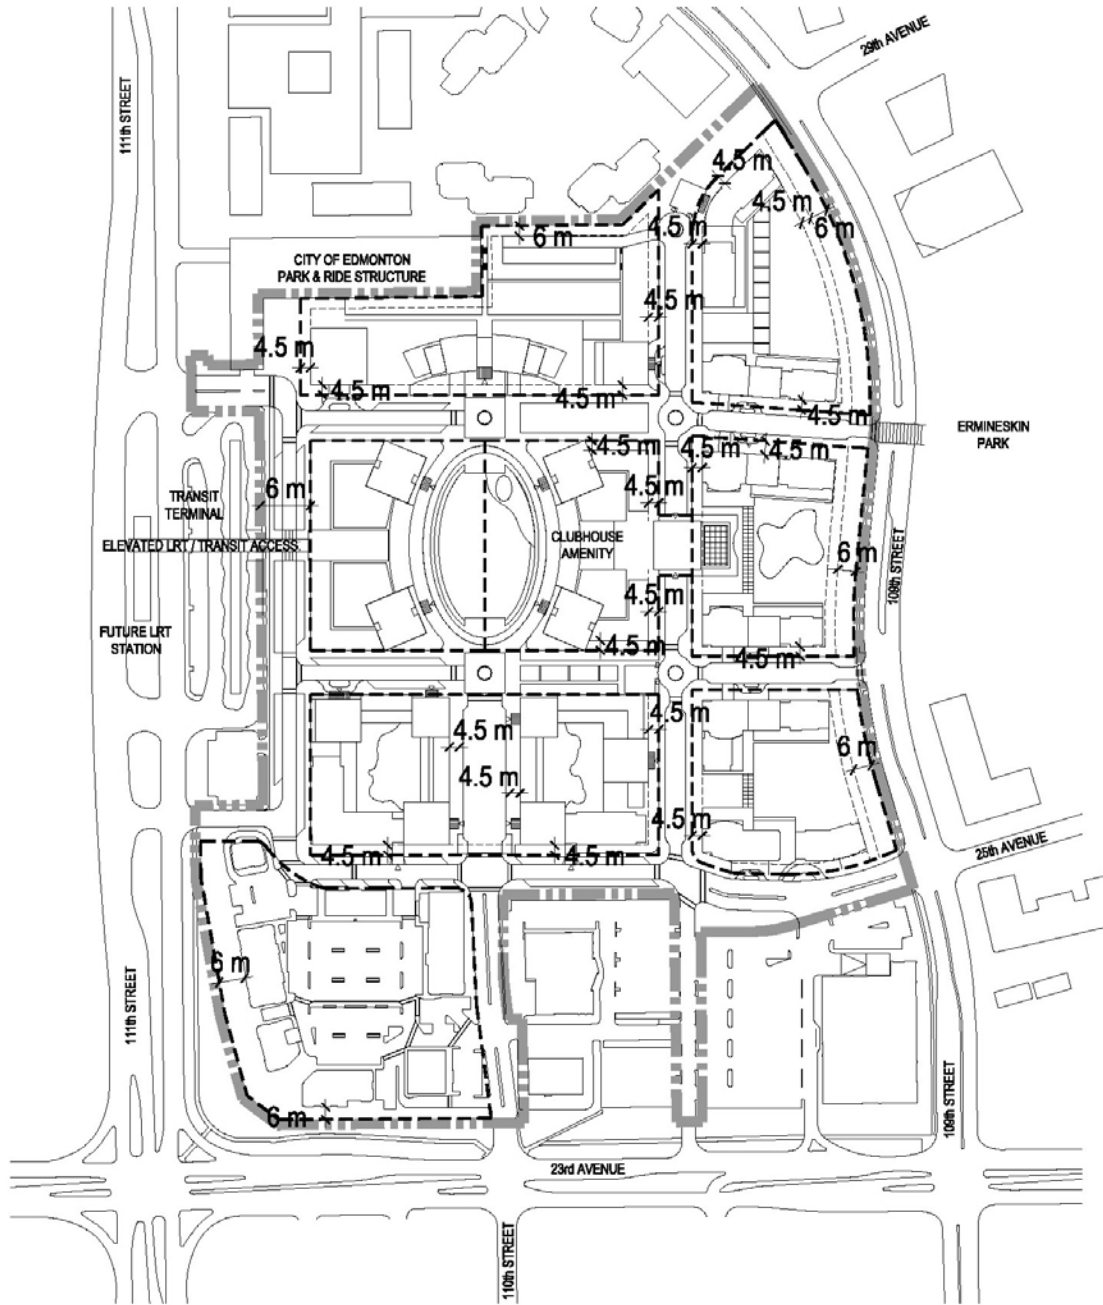 29th AVENUE
111th STREET
4.5 m
4.5 m
6 m
4.5 m
6 m
CITY OF EDMONTON
PARK & RIDE STRUCTURE
4.5 m
4.5 m
4.5 m
4.5 m
4.5 m
ERMINESKIN
PARK
4.5 m
4.5 m
4.5 m
6 m
4.5 m
TRANSIT
TERMINAL
CLUBHOUSE
AMENITY
ELEVATED LRT / TRANSIT ACCESS
6 m
109th STREET
4.5 m
FUTURE LRT
STATION
4.5 m
4.5 m
4.5 m
4.5 m
6 m
4.5 m
4.5 m
25th AVENUE
4.5 m
4.5 m
6 m
111th STREET
109th STREET
6 m
23rd AVENUE
110th STREET